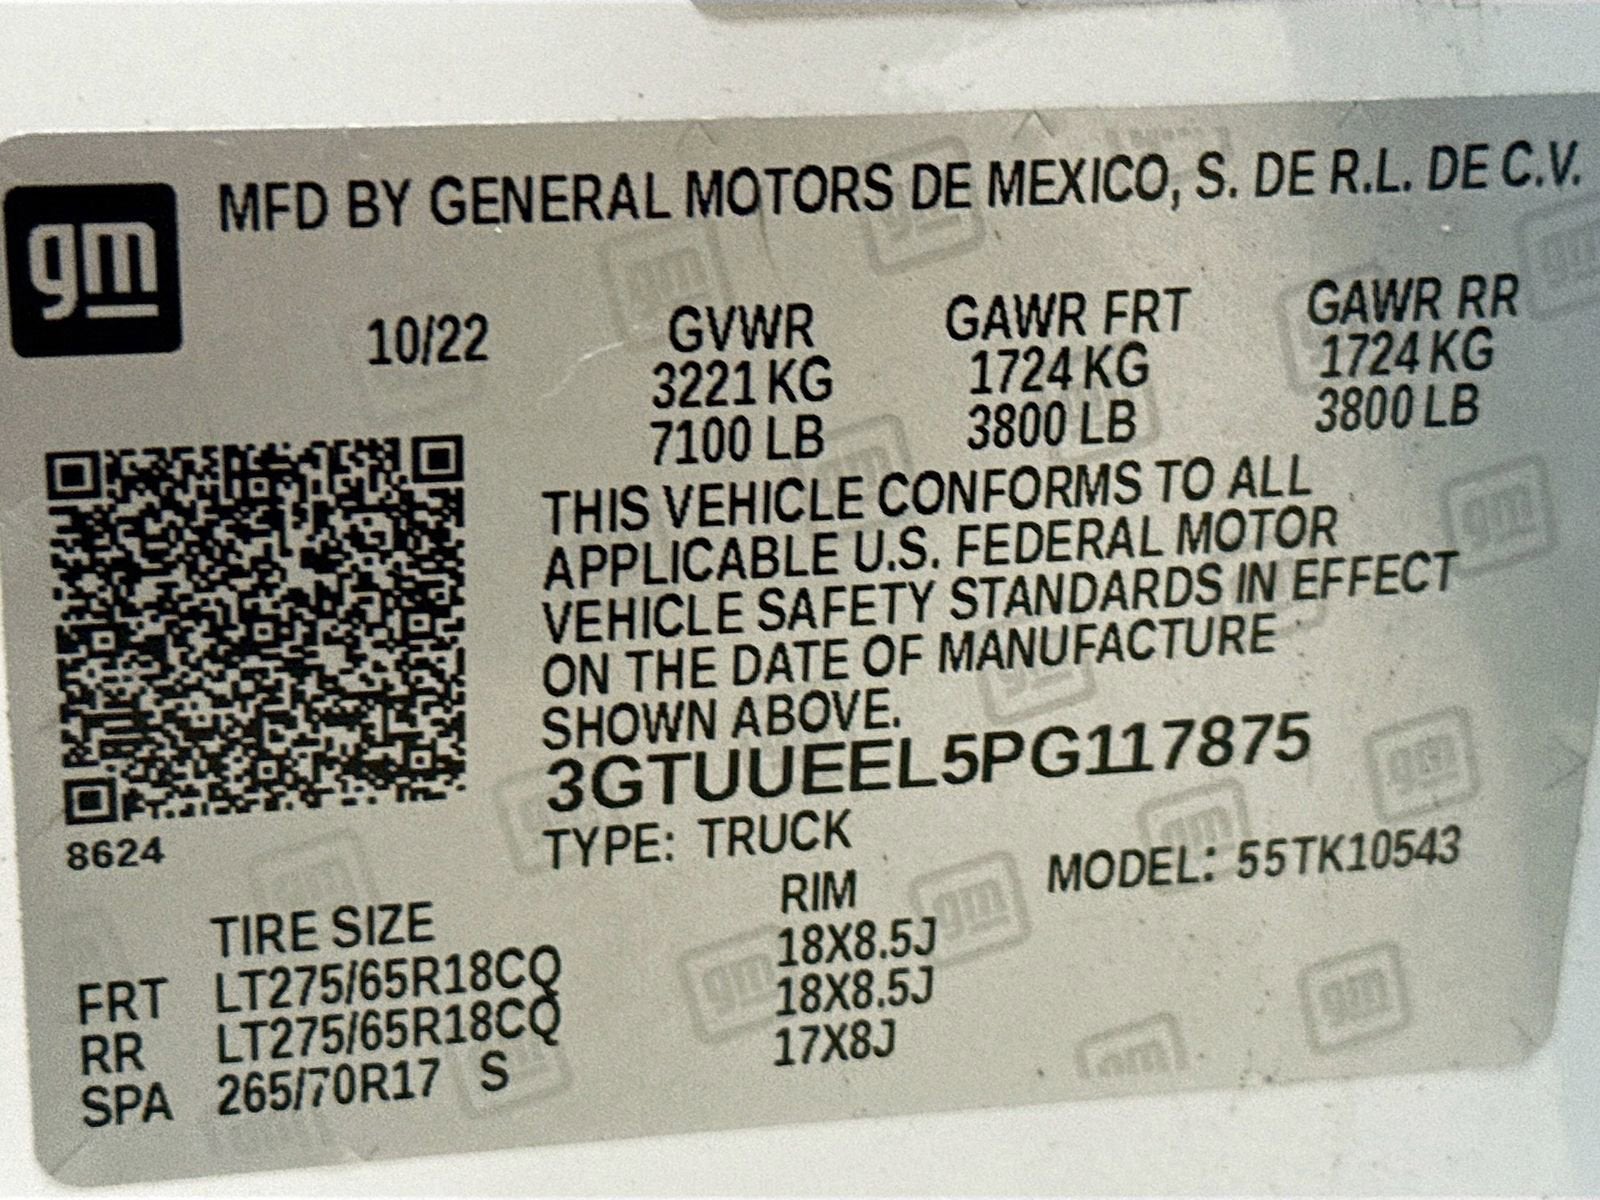 gm MFD BY GENERAL MOTORS DE MEXICO, S. DE R.L. DE C.V.
10/22 GVWR GAWR FRT GAWR RR
3221 KG 1724 KG 1724 KG
7100 LB 3800 LB 3800 LB
THIS VEHICLE CONFORMS TO ALL
APPLICABLE U.S. FEDERAL MOTOR
VEHICLE SAFETY STANDARDS IN EFFECT
ON THE DATE OF MANUFACTURE
SHOWN ABOVE.
3GTUUEEL5PG117875
8624
TYPE: TRUCK MODEL: 55TK10543
TIRE SIZE RIM
FRT LT275/65R18CQ 18X8.5J
RR LT275/65R18CQ 18X8.5J
SPA 265/70R17 S 17X8J